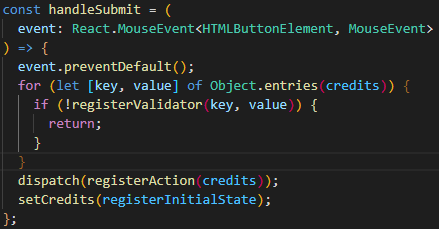 const handleSubmit = (
  event: React.MouseEvent<HTMLButtonElement, MouseEvent>
) => {
  event.preventDefault();
  for (let [key, value] of Object.entries(credits)) {
    if (!registerValidator(key, value)) {
      return;
    }
  }
  dispatch(registerAction(credits));
  setCredits(registerInitialState);
};